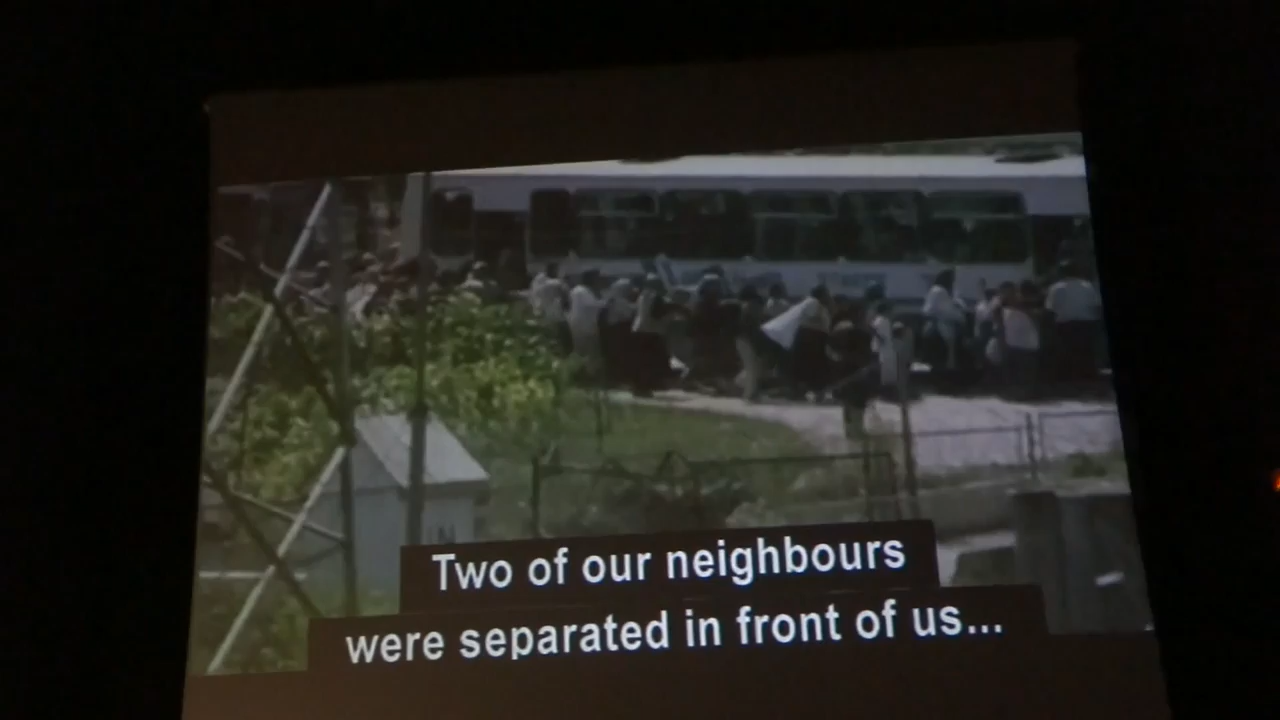 Two of our neighbours
were separated in front of us...